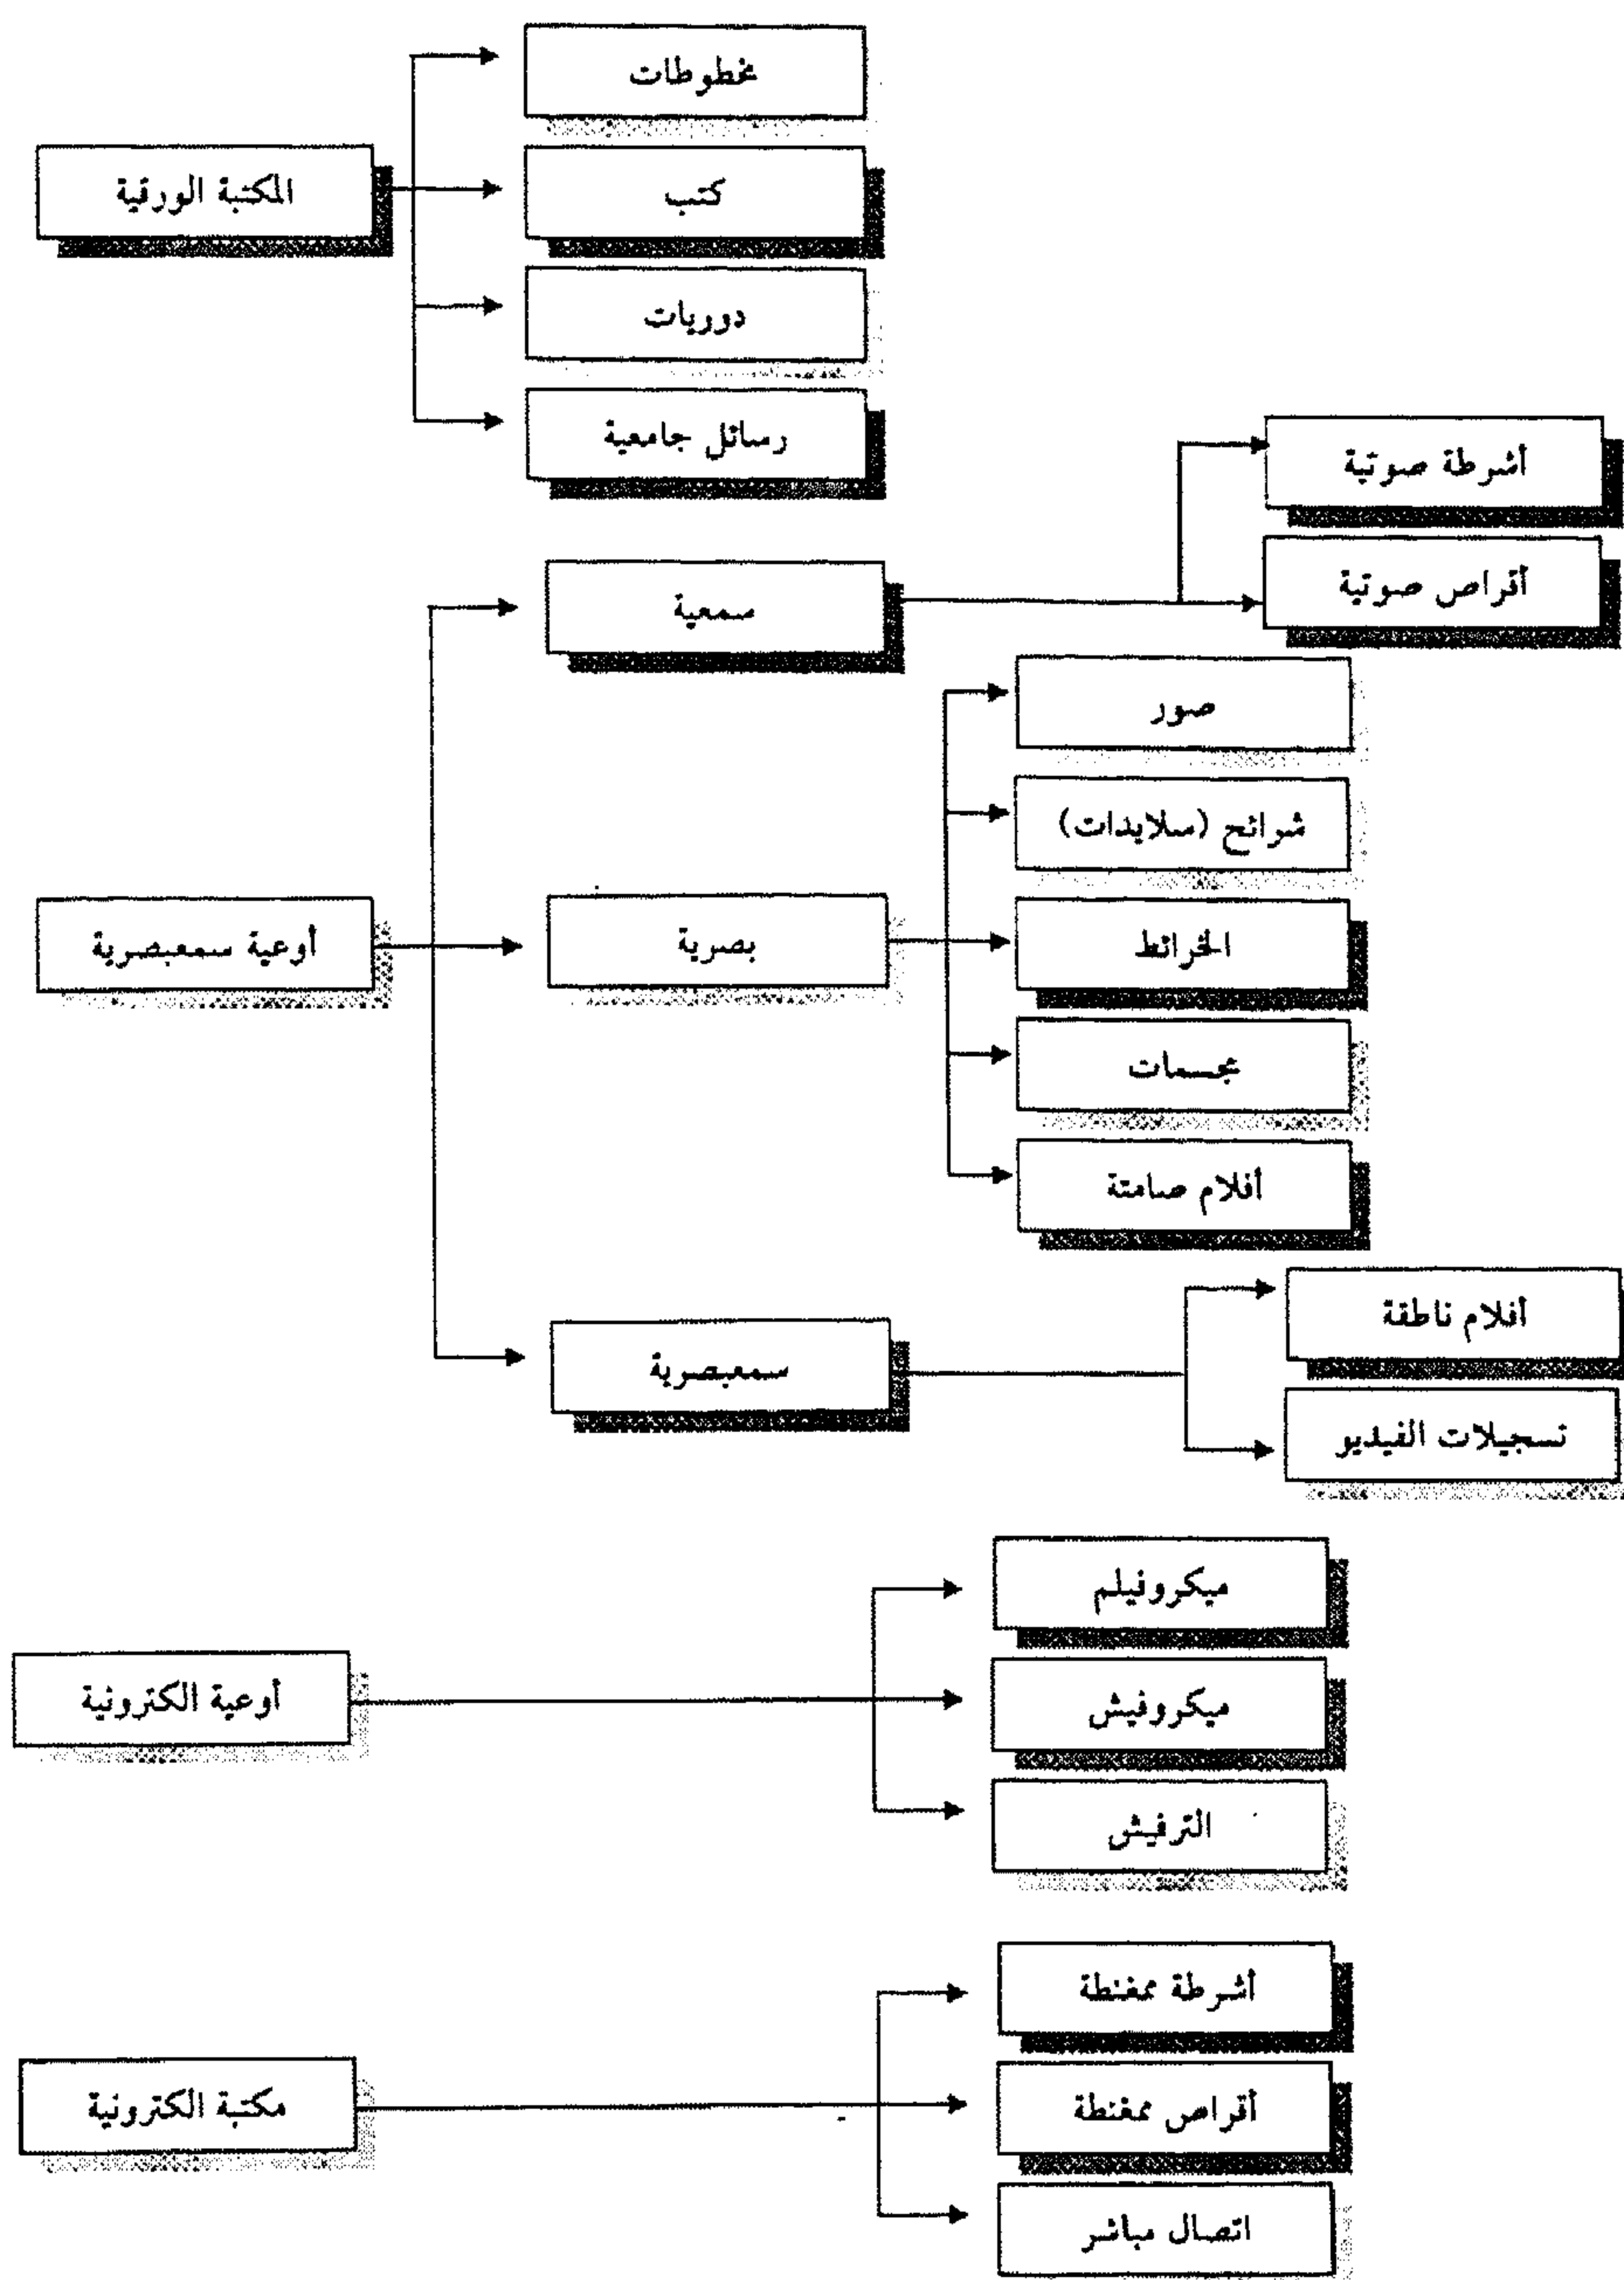 المكتبة الورقية
مخطوطات
كتب
دوريات
رسائل جامعية
أوعية سمعبصرية
سمعية
أشرطة صوتية
أقراص صوتية
بصرية
صور
شرائح (سلايدات)
الخرائط
مجسمات
أفلام صامتة
سمعبصرية
أفلام ناطقة
تسجيلات الفيديو
أوعية الكترونية
ميكروفيلم
ميكروفيش
الترفيش
مكتبة الكترونية
أشرطة ممغنطة
أقراص ممغنطة
اتصال مباشر